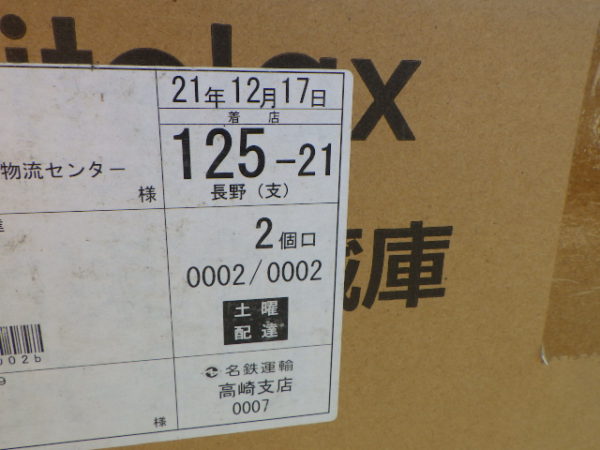 21年12月17日
着店
125-21
長野(支)
物流センター
様
2個口
0002/0002
土曜
配達
名鉄運輸
高崎支店
0007
様
庫